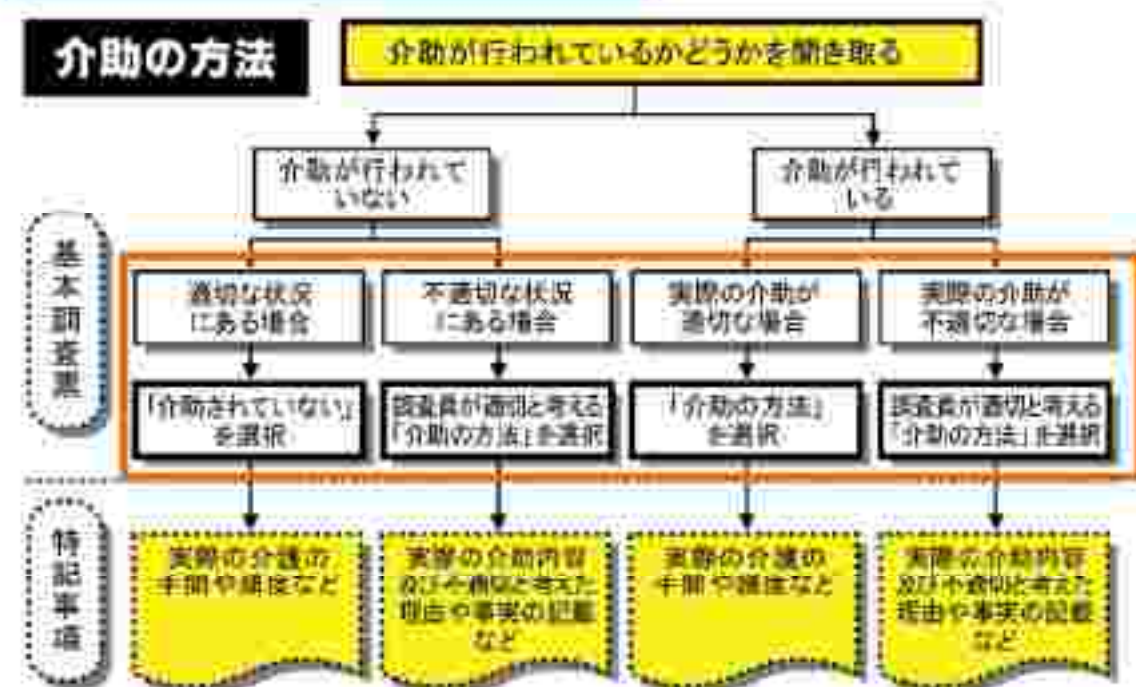 介助の方法
介助が行われているかどうかを聞き取る
介助が行われて
いない
介助が行われて
いる
基本調査票
適切な状況
にある場合
不適切な状況
にある場合
実際の介助が
適切な場合
実際の介助が
不適切な場合
「介助されていない」
を選択
調査員が適切と考える
「介助の方法」を選択
「介助の方法」
を選択
調査員が適切と考える
「介助の方法」を選択
特記事項
実際の介護の
手間や頻度など
実際の介助内容
及び不適切と考えた
理由や事実の記載
など
実際の介護の
手間や頻度など
実際の介助内容
及び不適切と考えた
理由や事実の記載
など